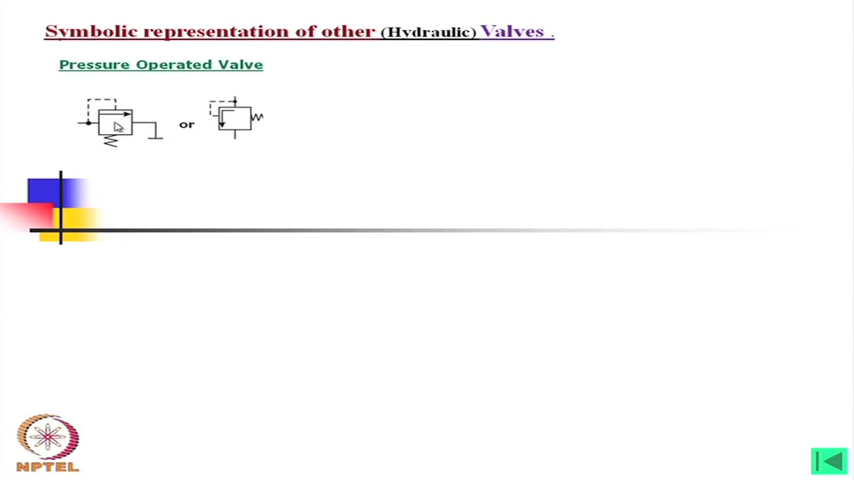 Symbolic representation of other (Hydraulic) Valves .
Pressure Operated Valve
or
NPTEL